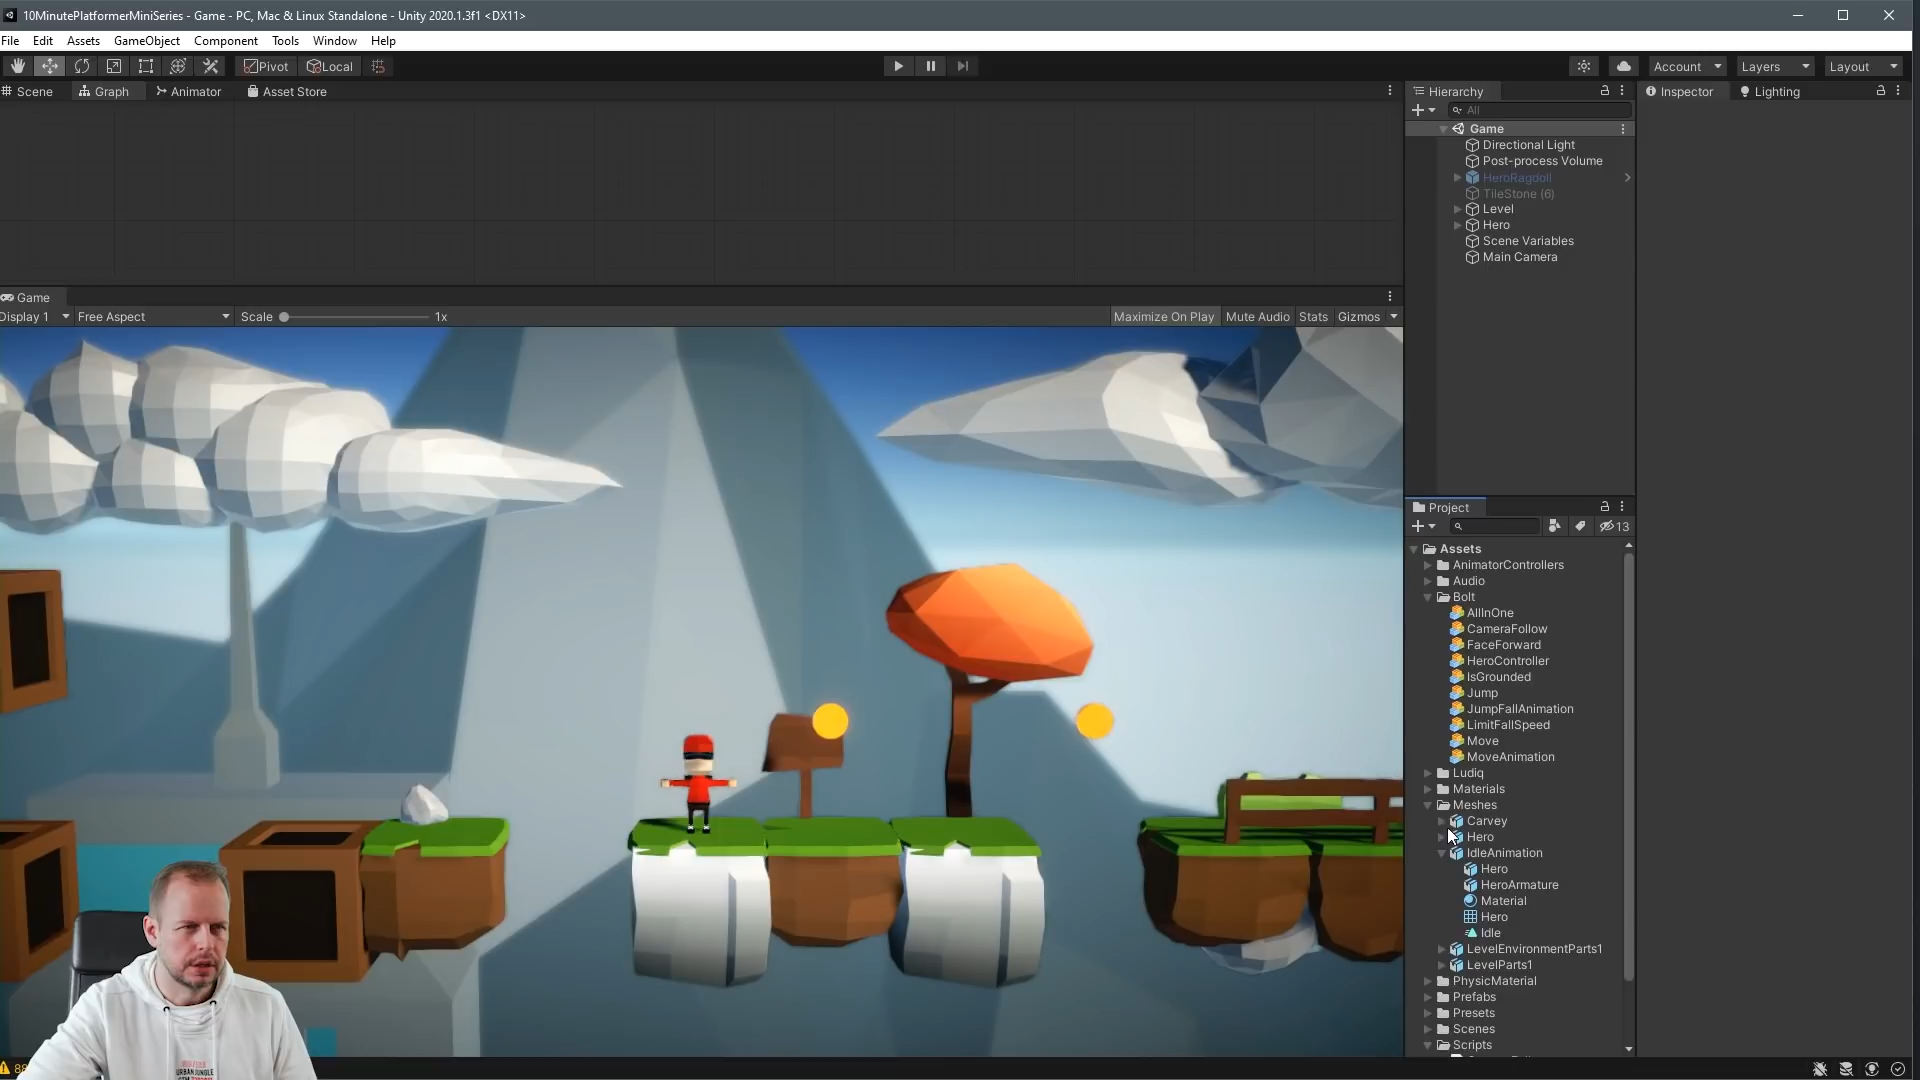 10MinutePlatformerMiniSeries - Game - PC, Mac & Linux Standalone - Unity 2020.1.3f1 <DX11>
File Edit Assets GameObject Component Tools Window Help
Pivot Local Account Layers Layout
Scene Graph Animator Asset Store Hierarchy Inspector Lighting
All
Game
Directional Light
Post-process Volume
HeroRagdoll
TileStone (6)
Level
Hero
Scene Variables
Main Camera
Game
Display 1 Free Aspect Scale 1x Maximize On Play Mute Audio Stats Gizmos
Project
13
Assets
AnimatorControllers
Audio
Bolt
AllInOne
CameraFollow
FaceForward
HeroController
IsGrounded
Jump
JumpFallAnimation
LimitFallSpeed
Move
MoveAnimation
Ludiq
Materials
Meshes
Carvey
Hero
IdleAnimation
Hero
HeroArmature
Material
Hero
Idle
LevelEnvironmentParts1
LevelParts1
PhysicMaterial
Prefabs
Presets
Scenes
Scripts
URBAN JUNGLE